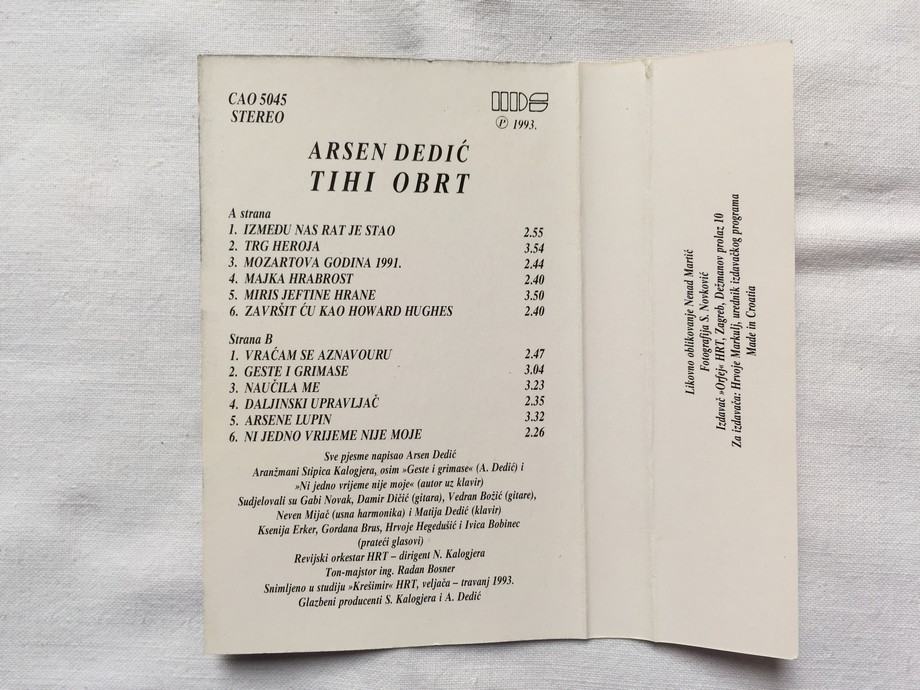 CAO 5045
STEREO
℗ 1993.
ARSEN DEDIĆ
TIHI OBRT
A strana
1. IZMEĐU NAS RAT JE STAO 2.55
2. TRG HEROJA 3.54
3. MOZARTOVA GODINA 1991. 2.44
4. MAJKA HRABROST 2.40
5. MIRIS JEFTINE HRANE 3.50
6. ZAVRŠIT ĆU KAO HOWARD HUGHES 2.40
Strana B
1. VRAĆAM SE AZNAVOURU 2.47
2. GESTE I GRIMASE 3.04
3. NAUČILA ME 3.23
4. DALJINSKI UPRAVLJAČ 2.35
5. ARSENE LUPIN 3.32
6. NI JEDNO VRIJEME NIJE MOJE 2.26
Sve pjesme napisao Arsen Dedić
Aranžmani Stipica Kalogjera, osim »Geste i grimase« (A. Dedić) i
»Ni jedno vrijeme nije moje« (autor uz klavir)
Sudjelovali su Gabi Novak, Damir Dičić (gitara), Vedran Božić (gitare),
Neven Mijač (usna harmonika) i Matija Dedić (klavir)
Ksenija Erker, Gordana Brus, Hrvoje Hegedušić i Ivica Bobinec
(prateći glasovi)
Revijski orkestar HRT – dirigent N. Kalogjera
Ton-majstor ing. Radan Bosner
Snimljeno u studiju »Krešimir« HRT, veljača – travanj 1993.
Glazbeni producenti S. Kalogjera i A. Dedić
Likovno oblikovanje Nenad Martić
Fotografija S. Novković
Izdavač »Orfej« HRT, Zagreb, Dežmanov prolaz 10
Za izdavača: Hrvoje Markulj, urednik izdavačkog programa
Made in Croatia